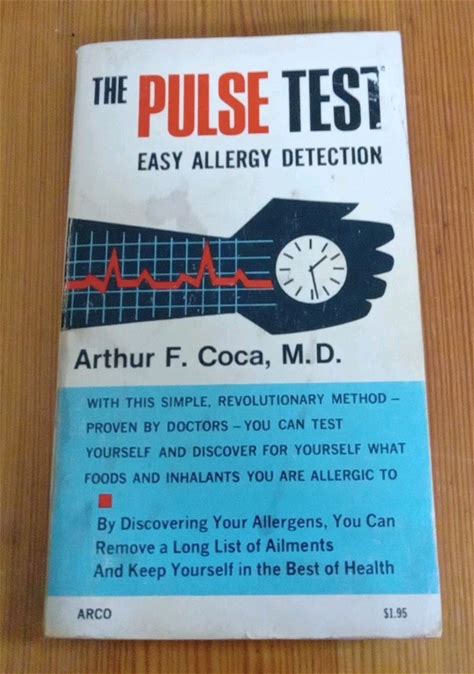 THE PULSE TEST
EASY ALLERGY DETECTION
Arthur F. Coca, M.D.
WITH THIS SIMPLE, REVOLUTIONARY METHOD –
PROVEN BY DOCTORS – YOU CAN TEST
YOURSELF AND DISCOVER FOR YOURSELF WHAT
FOODS AND INHALANTS YOU ARE ALLERGIC TO
By Discovering Your Allergens, You Can
Remove a Long List of Ailments
And Keep Yourself in the Best of Health
ARCO $1.95